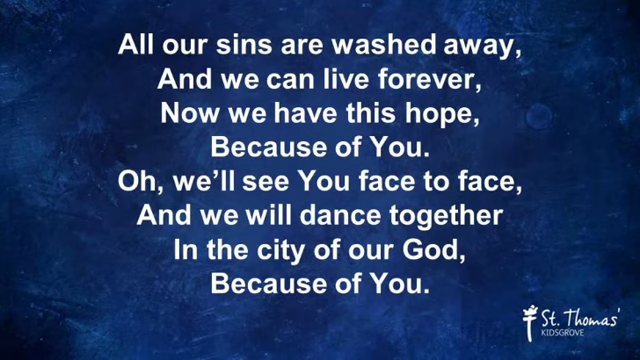 All our sins are washed away,
And we can live forever,
Now we have this hope,
Because of You.
Oh, we’ll see You face to face,
And we will dance together
In the city of our God,
Because of You.
St. Thomas'
KIDSGROVE